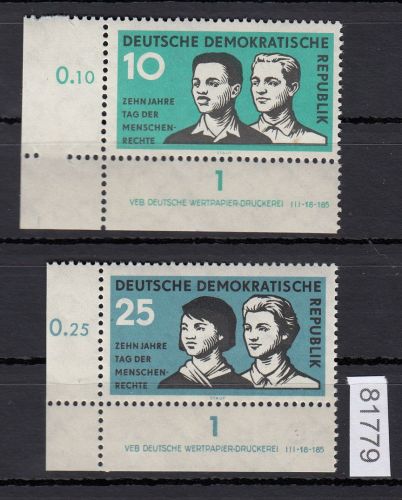 DEUTSCHE DEMOKRATISCHE
REPUBLIK
10
0.10
ZEHN JAHRE
TAG DER
MENSCHEN-
RECHTE
1
VEB DEUTSCHE WERTPAPIER-DRUCKEREI III-18-185
DEUTSCHE DEMOKRATISCHE
REPUBLIK
25
0.25
ZEHN JAHRE
TAG DER
MENSCHEN-
RECHTE
1
VEB DEUTSCHE WERTPAPIER-DRUCKEREI III-18-185
81779